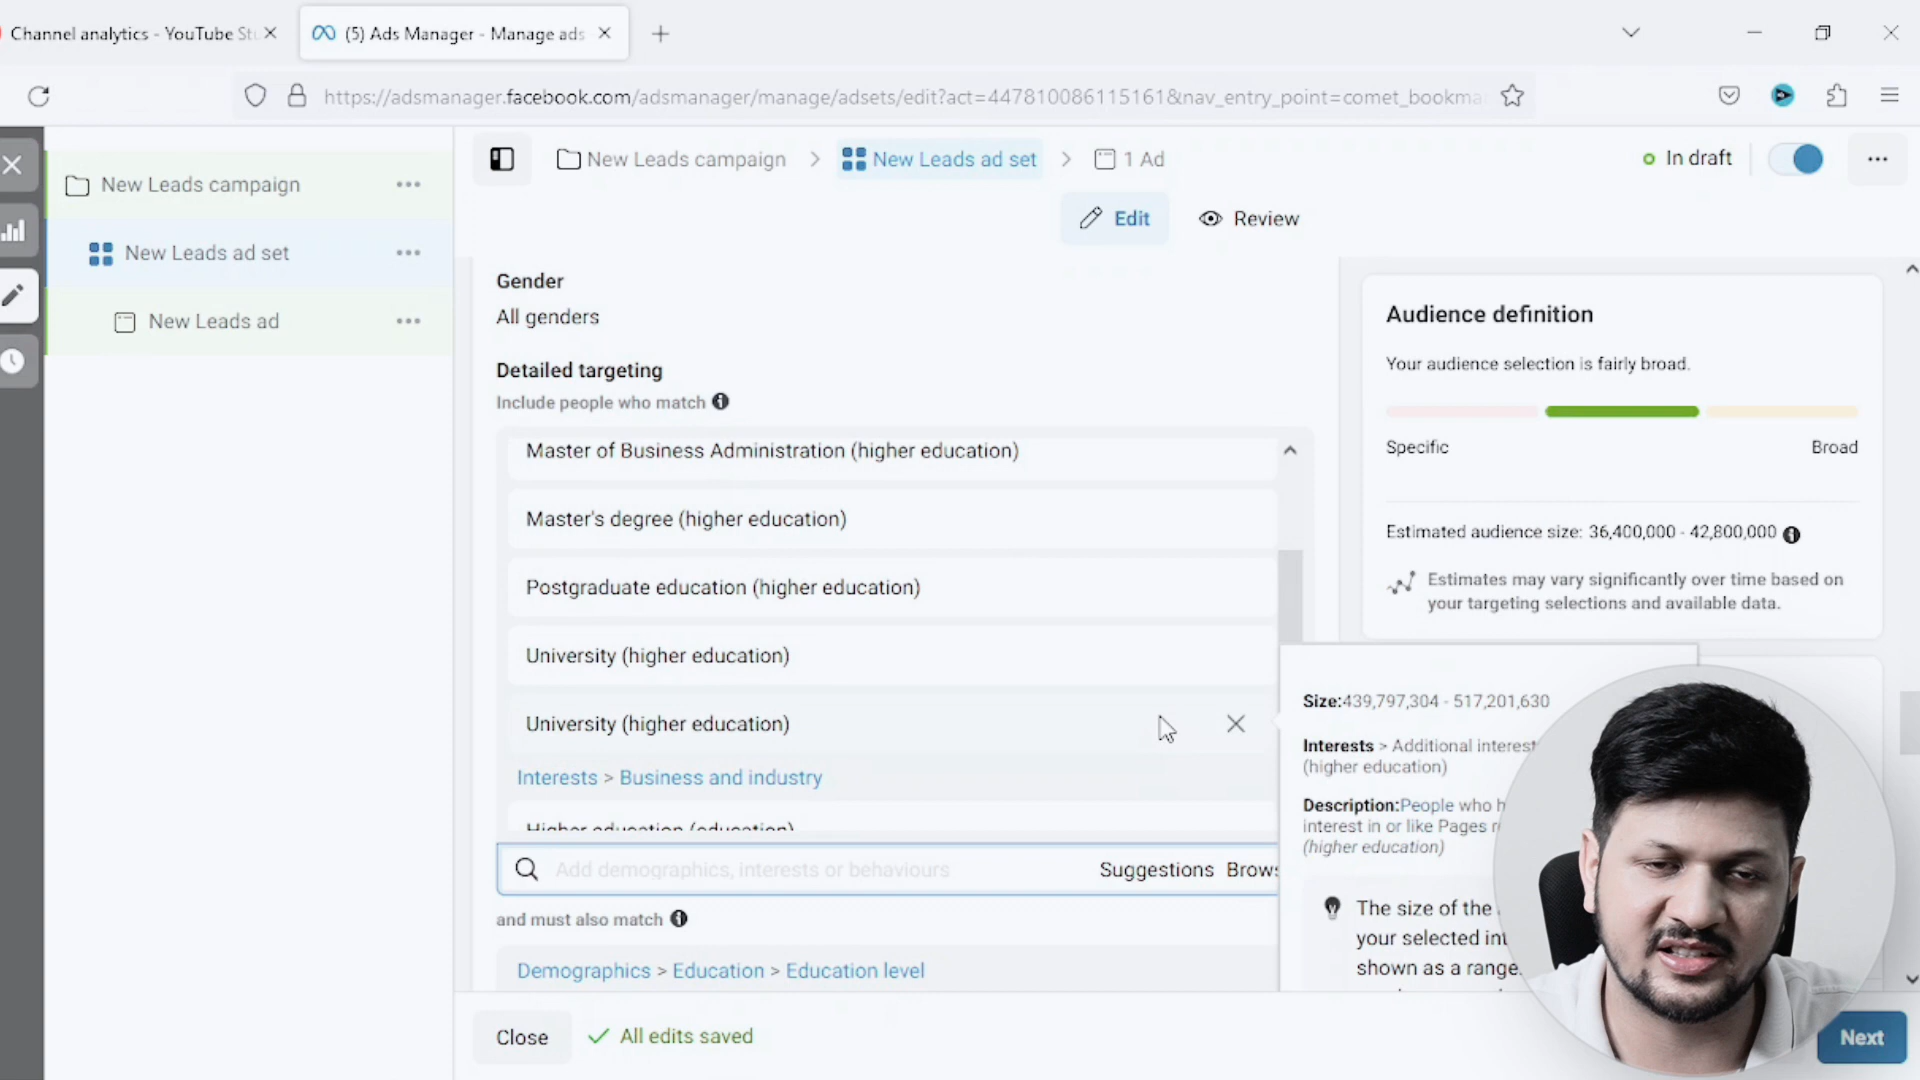 Channel analytics - YouTube St
(5) Ads Manager - Manage ads
https://adsmanager.facebook.com/adsmanager/manage/adsets/edit?act=447810086115161&nav_entry_point=comet_bookma
New Leads campaign
New Leads ad set
New Leads ad
New Leads campaign > New Leads ad set > 1 Ad
In draft
Edit
Review
Gender
All genders
Detailed targeting
Include people who match
Master of Business Administration (higher education)
Master's degree (higher education)
Postgraduate education (higher education)
University (higher education)
University (higher education)
Interests > Business and industry
Higher education (education)
Add demographics, interests or behaviours
Suggestions
Brows
and must also match
Demographics > Education > Education level
Close
All edits saved
Audience definition
Your audience selection is fairly broad.
Specific
Broad
Estimated audience size: 36,400,000 - 42,800,000
Estimates may vary significantly over time based on
your targeting selections and available data.
Size:439,797,304 - 517,201,630
Interests > Additional interest
(higher education)
Description:People who h
interest in or like Pages r
(higher education)
The size of the
your selected int
shown as a range.
Next